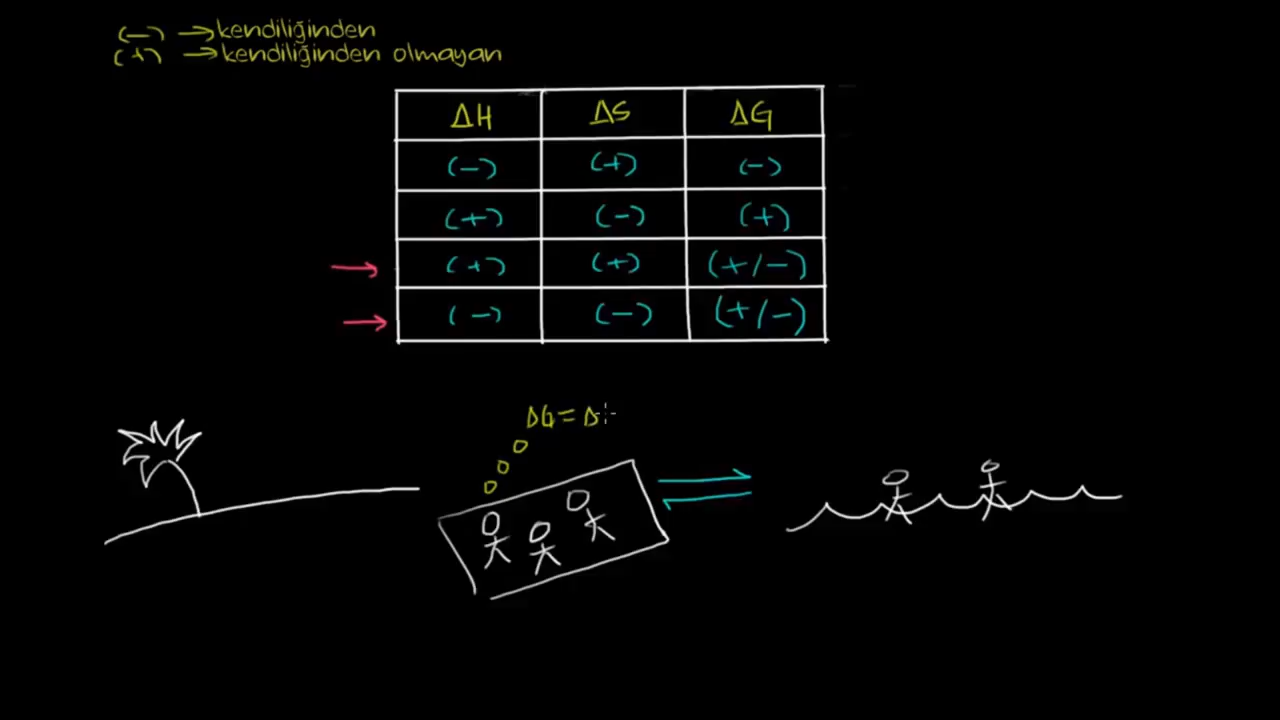 (-) → kendiliğinden
(+) → kendiliğinden olmayan
ΔH ΔS ΔG
(-) (+) (-)
(+) (-) (+)
→ (+) (+) (+/-)
→ (-) (-) (+/-)
ΔG = Δ